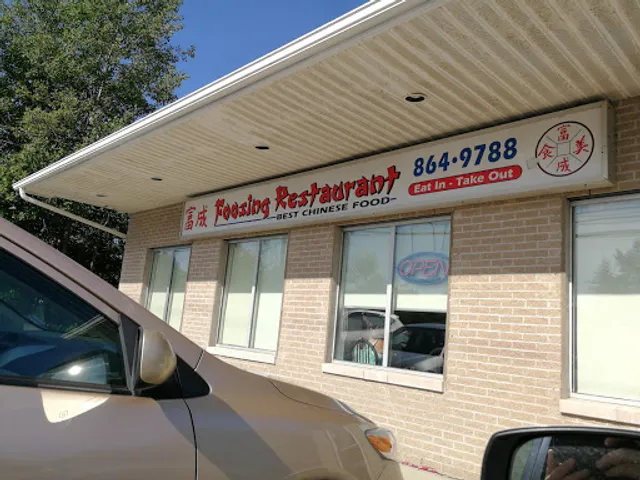 富成 Foosing Restaurant
-BEST CHINESE FOOD-
864•9788
Eat In - Take Out
富
食 美
成
OPEN